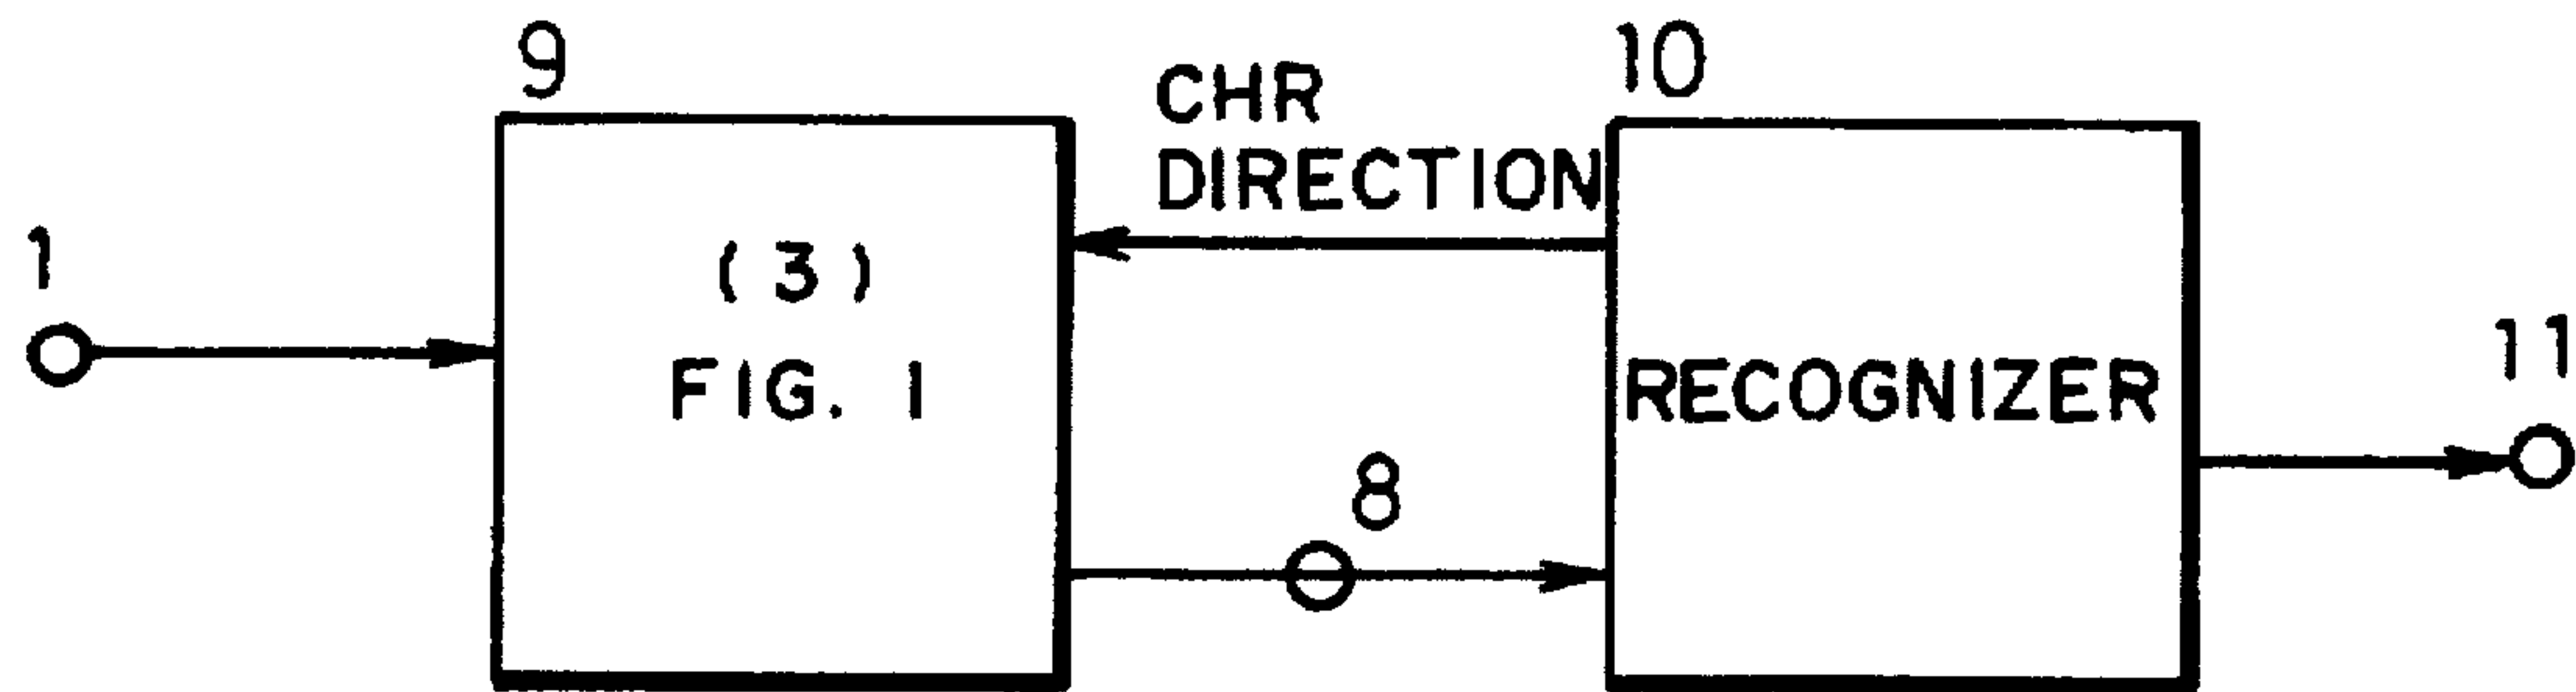 9
CHR
DIRECTION
10
1
(3)
FIG. 1
8
RECOGNIZER
11